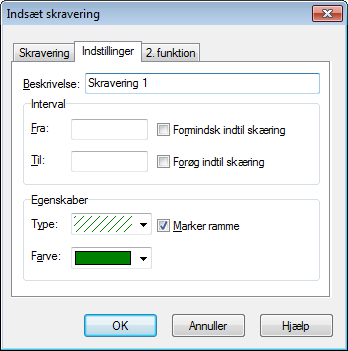 Indsæt skravering
Skravering Indstillinger 2. funktion
Beskrivelse: Skravering 1
Interval
Fra: Formindsk indtil skæring
Til: Forøg indtil skæring
Egenskaber
Type: Marker ramme
Farve:
OK Annuller Hjælp